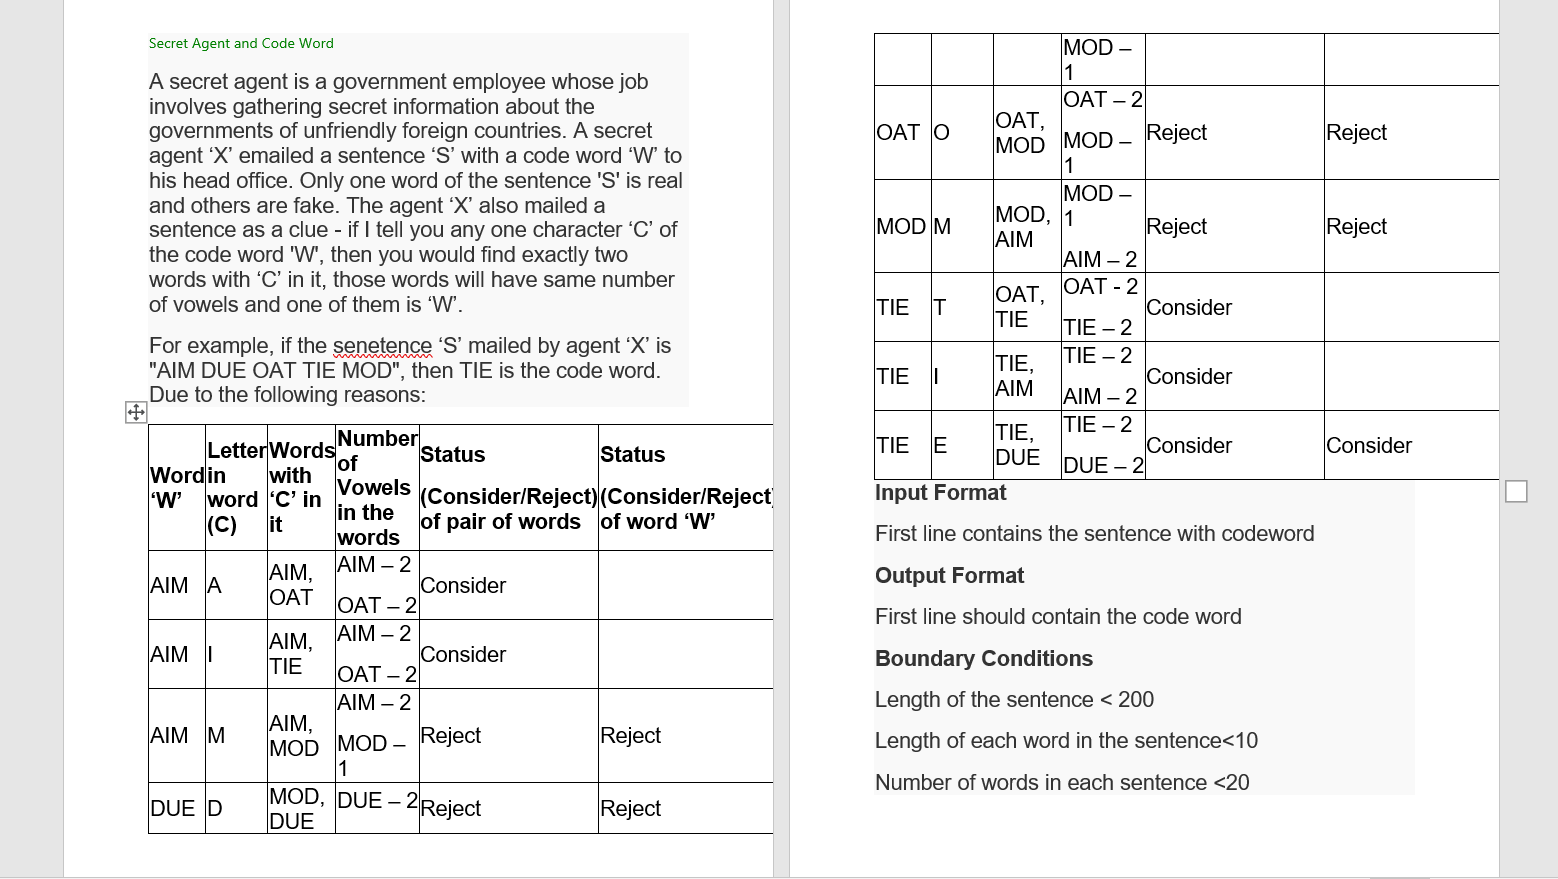 Secret Agent and Code Word
A secret agent is a government employee whose job
involves gathering secret information about the
governments of unfriendly foreign countries. A secret
agent ‘X’ emailed a sentence ‘S’ with a code word ‘W’ to
his head office. Only one word of the sentence 'S' is real
and others are fake. The agent ‘X’ also mailed a
sentence as a clue - if I tell you any one character ‘C’ of
the code word 'W', then you would find exactly two
words with ‘C’ in it, those words will have same number
of vowels and one of them is ‘W’.
For example, if the senetence ‘S’ mailed by agent ‘X’ is
"AIM DUE OAT TIE MOD", then TIE is the code word.
Due to the following reasons:
Word ‘W’
Letter in word (C)
Words with ‘C’ in it
Number of Vowels in the words
Status (Consider/Reject) of pair of words
Status (Consider/Reject) of word ‘W’
AIM A AIM, OAT AIM – 2 OAT – 2 Consider
AIM I AIM, TIE AIM – 2 OAT – 2 Consider
AIM M AIM, MOD AIM – 2 MOD – 1 Reject Reject
DUE D MOD, DUE DUE – 2 Reject Reject
MOD – 1
OAT O OAT, MOD OAT – 2 MOD – 1 Reject Reject
MOD M MOD, AIM MOD – 1 AIM – 2 Reject Reject
TIE T OAT, TIE OAT - 2 TIE – 2 Consider
TIE I TIE, AIM TIE – 2 AIM – 2 Consider
TIE E TIE, DUE TIE – 2 DUE – 2 Consider Consider
Input Format
First line contains the sentence with codeword
Output Format
First line should contain the code word
Boundary Conditions
Length of the sentence < 200
Length of each word in the sentence<10
Number of words in each sentence <20